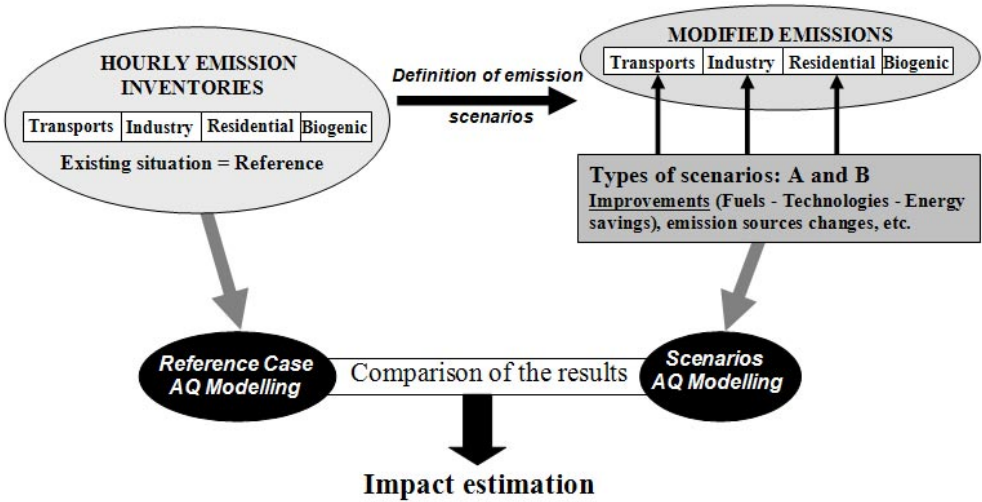 HOURLY EMISSION
INVENTORIES
Transports Industry Residential Biogenic
Existing situation = Reference
Definition of emission
scenarios
MODIFIED EMISSIONS
Transports Industry Residential Biogenic
Types of scenarios: A and B
Improvements (Fuels - Technologies - Energy
savings), emission sources changes, etc.
Reference Case
AQ Modelling
Comparison of the results
Scenarios
AQ Modelling
Impact estimation